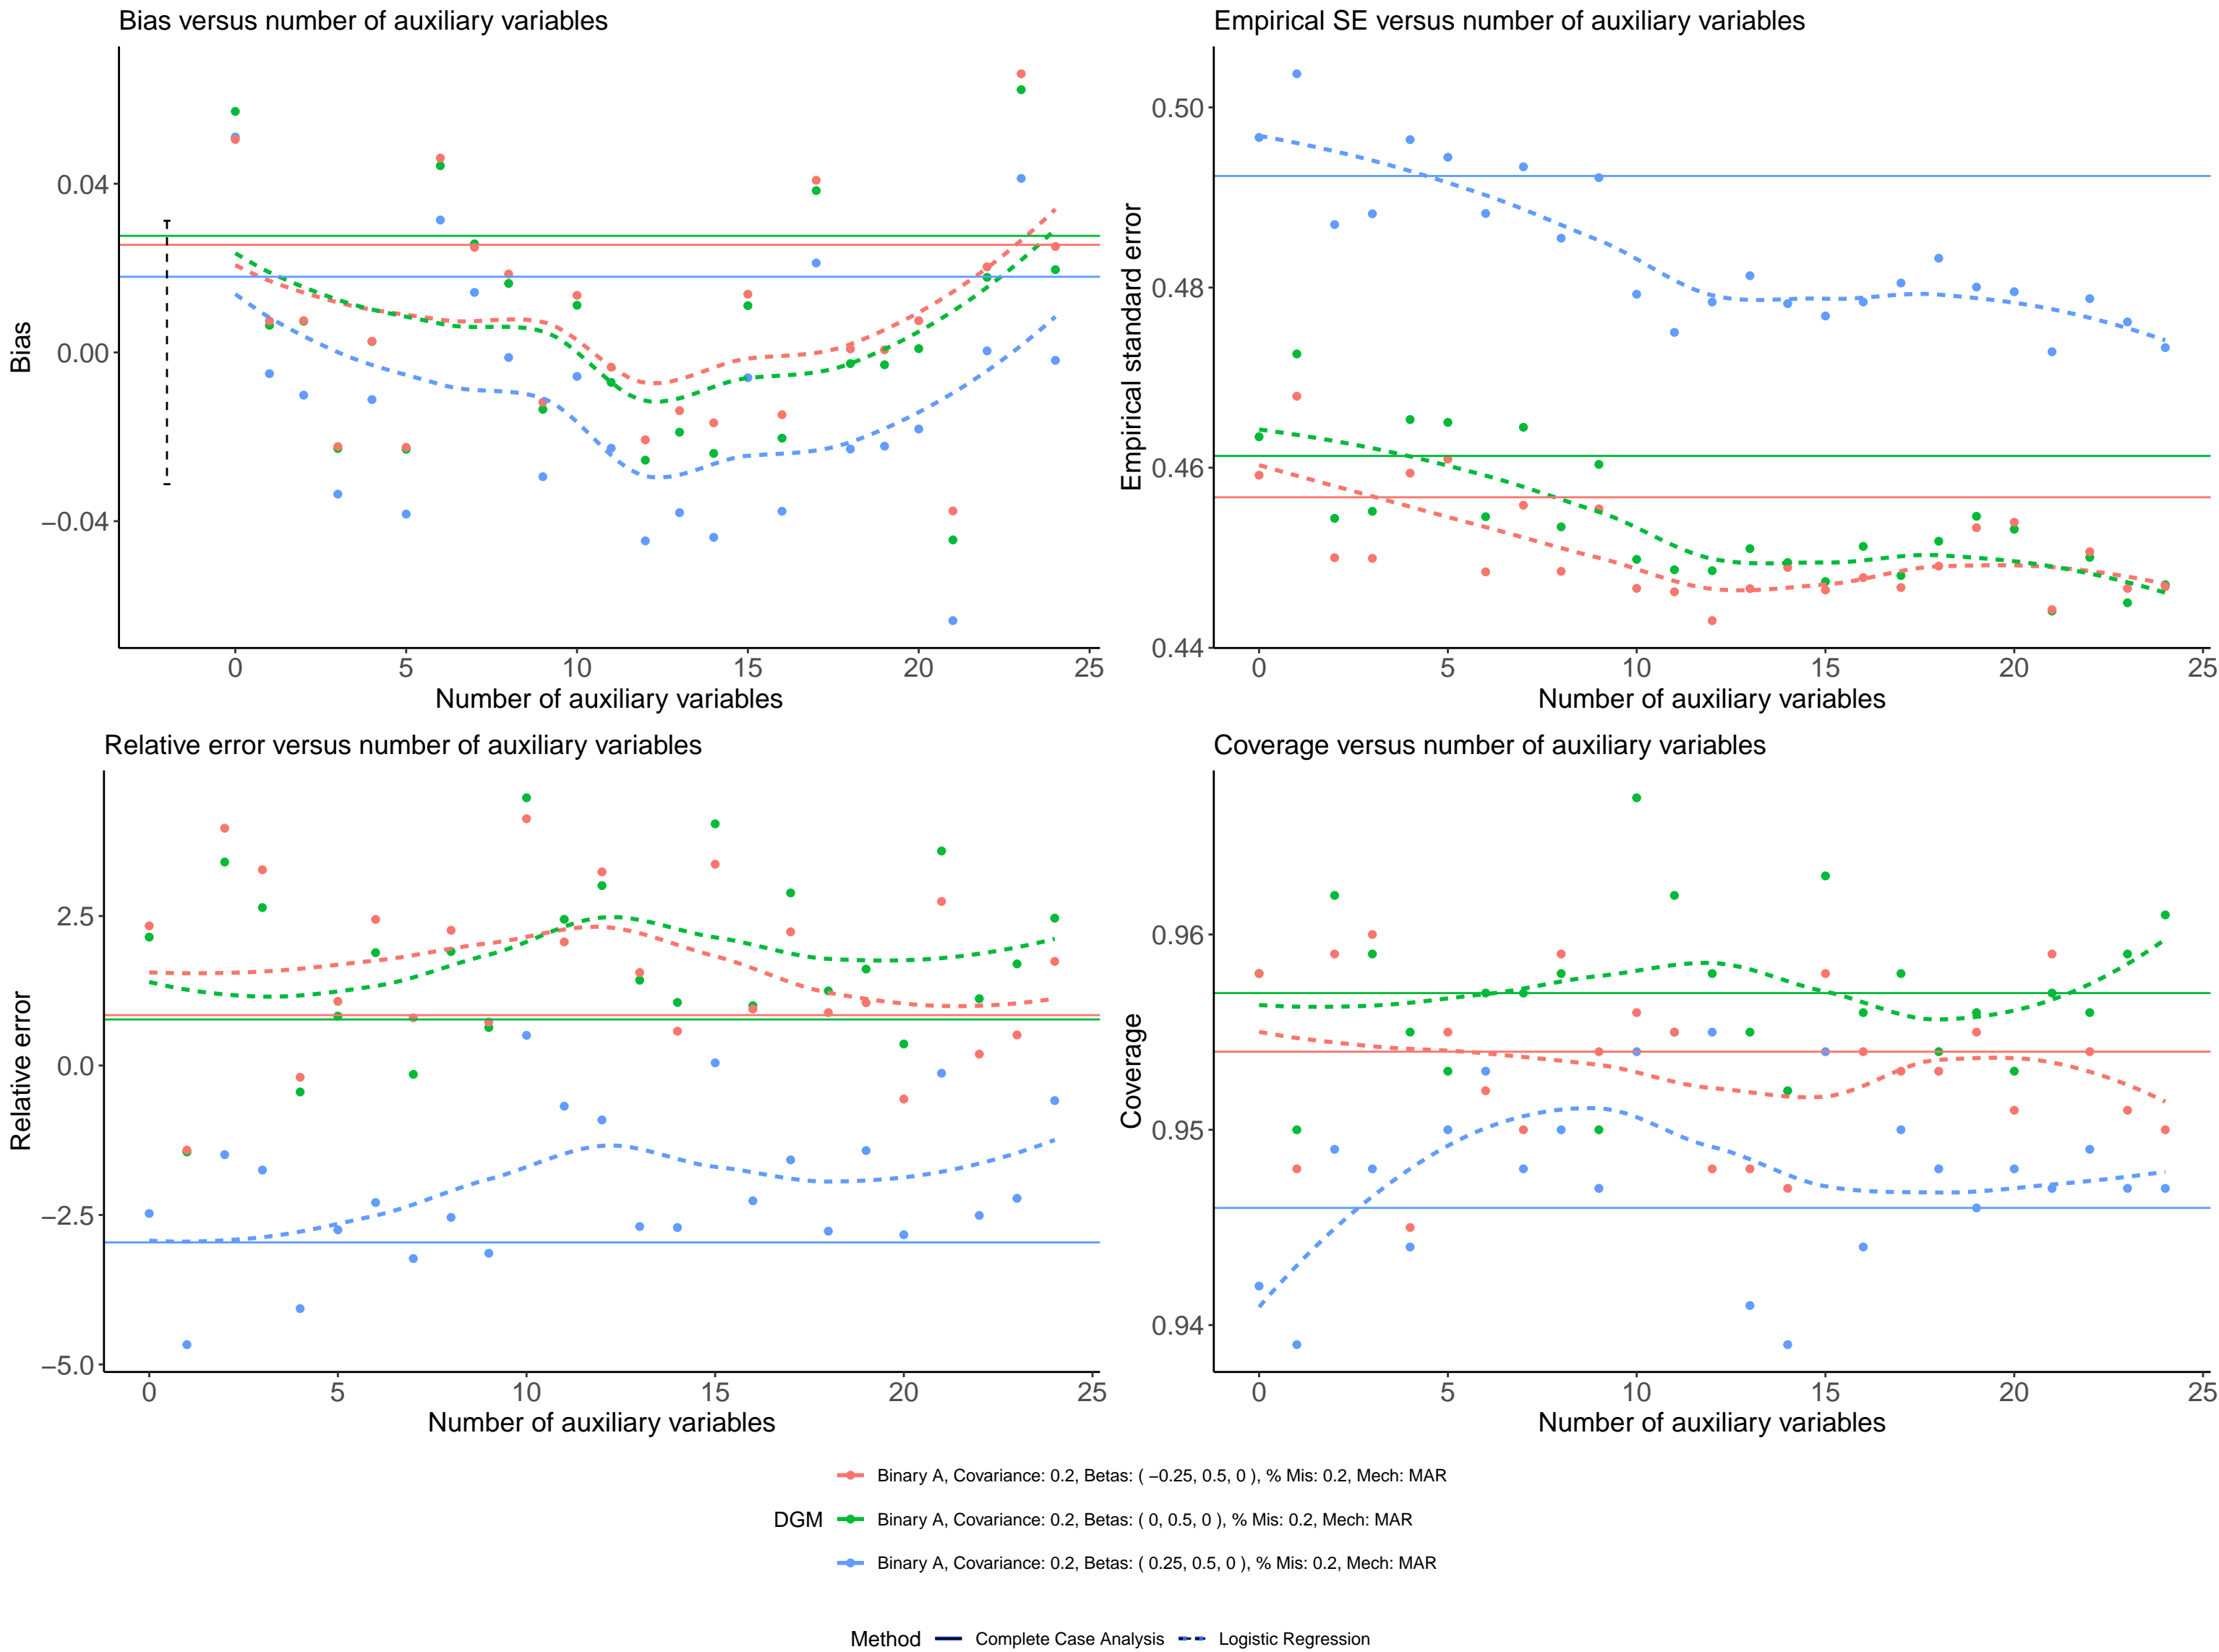 Bias versus number of auxiliary variables
Bias
0.04
0.00
−0.04
0 5 10 15 20 25
Number of auxiliary variables
Empirical SE versus number of auxiliary variables
Empirical standard error
0.50
0.48
0.46
0.44
0 5 10 15 20 25
Number of auxiliary variables
Relative error versus number of auxiliary variables
Relative error
2.5
0.0
−2.5
−5.0
0 5 10 15 20 25
Number of auxiliary variables
Coverage versus number of auxiliary variables
Coverage
0.96
0.95
0.94
0 5 10 15 20 25
Number of auxiliary variables
DGM
Binary A, Covariance: 0.2, Betas: ( −0.25, 0.5, 0 ), % Mis: 0.2, Mech: MAR
Binary A, Covariance: 0.2, Betas: ( 0, 0.5, 0 ), % Mis: 0.2, Mech: MAR
Binary A, Covariance: 0.2, Betas: ( 0.25, 0.5, 0 ), % Mis: 0.2, Mech: MAR
Method Complete Case Analysis Logistic Regression